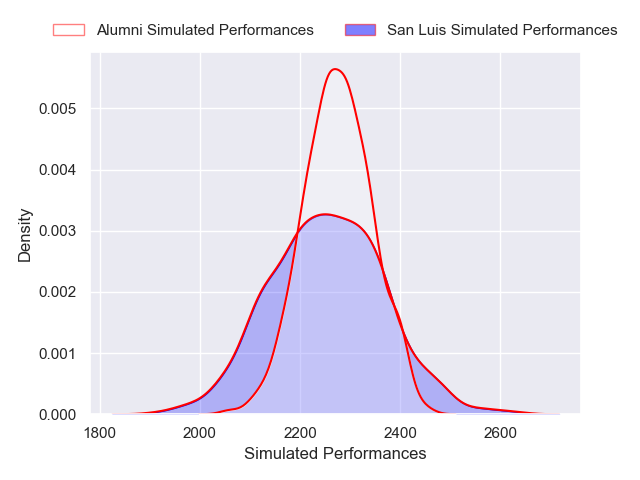 Alumni Simulated Performances San Luis Simulated Performances
0.005
0.004
0.003
0.002
0.001
0.000
Density
1800 2000 2200 2400 2600
Simulated Performances